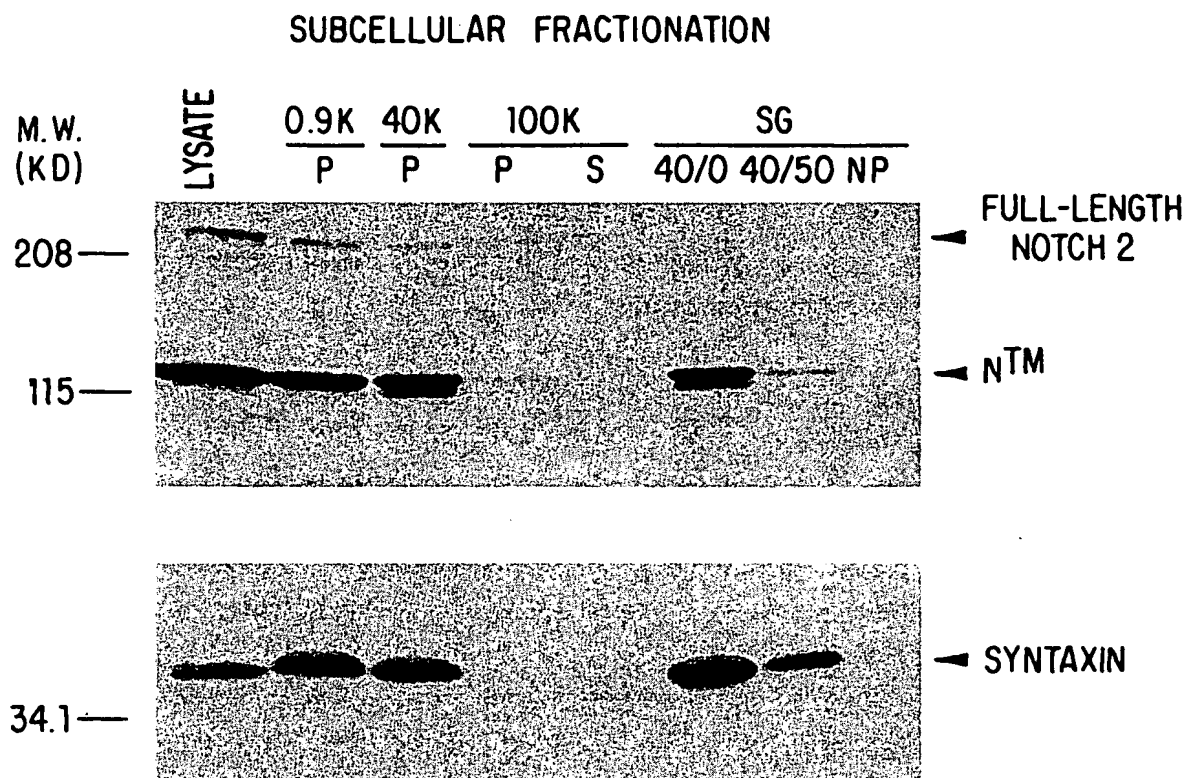 SUBCELLULAR FRACTIONATION
M.W.
(KD)
LYSATE
0.9K 40K 100K SG
P P P S 40/0 40/50 NP
208
115
FULL-LENGTH
NOTCH 2
NTM
SYNTAXIN
34.1